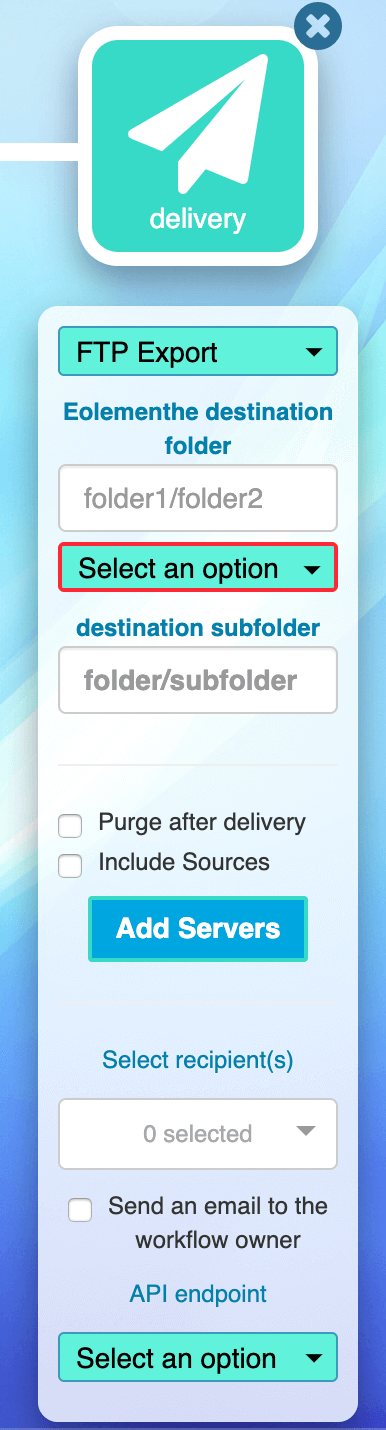 delivery
FTP Export
Eolementhe destination
folder
folder1/folder2
Select an option
destination subfolder
folder/subfolder
Purge after delivery
Include Sources
Add Servers
Select recipient(s)
0 selected
Send an email to the
workflow owner
API endpoint
Select an option